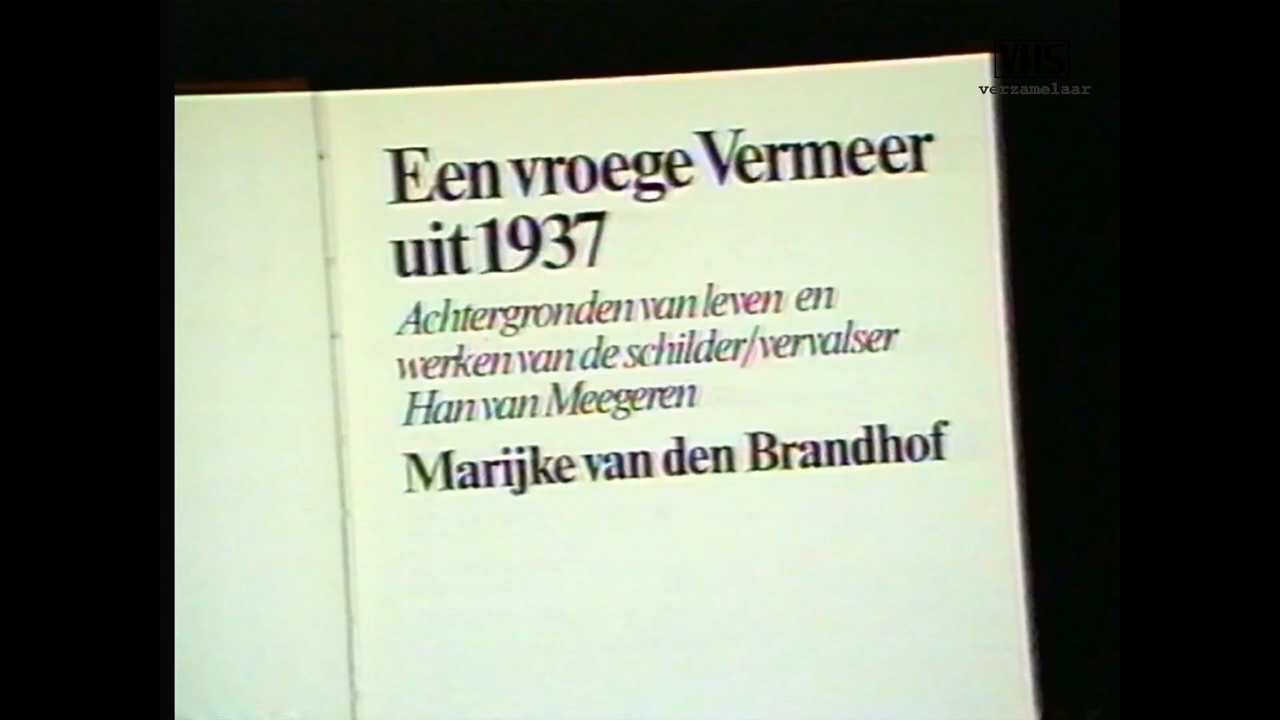 VHS
verzamelaar
Een vroege Vermeer
uit 1937
Achtergronden van leven en
werken van de schilder/vervalser
Han van Meegeren
Marijke van den Brandhof